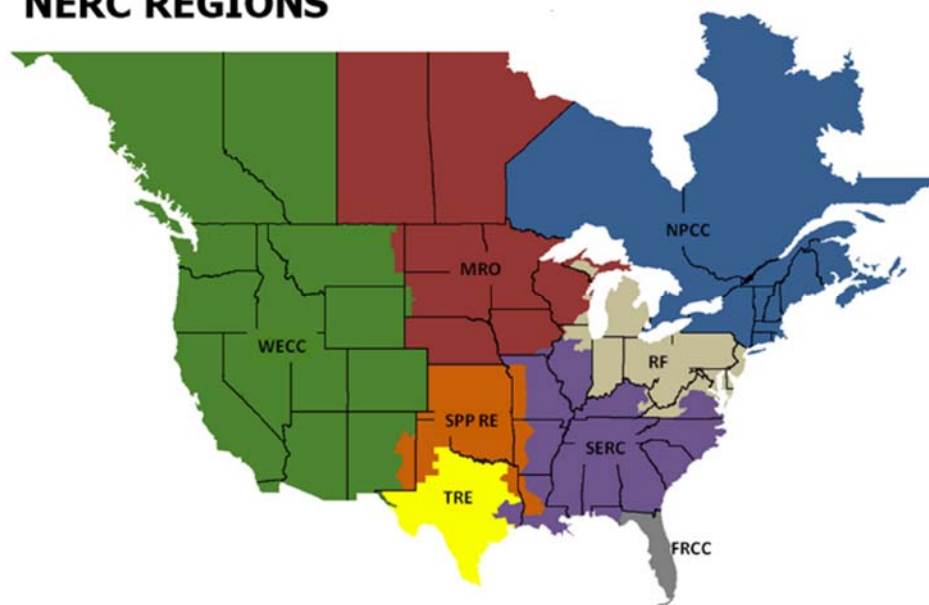 NERC REGIONS
NPCC
MRO
WECC
RF
SPP RE
SERC
TRE
FRCC